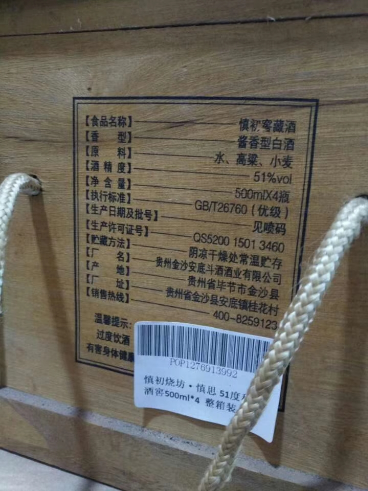 【食品名称】 慎初窖藏酒
【香 型】 酱香型白酒
【原 料】 水、高粱、小麦
【酒精度】 51%vol
【净含量】 500mlX4瓶
【执行标准】 GB/T26760(优级)
【生产日期及批号】 见喷码
【生产许可证号】 QS5200 1501 3460
【贮藏方法】 阴凉干燥处常温贮存
【厂 名】 贵州金沙安底斗酒酒业有限公司
【产 地】 贵州省毕节市金沙县
【厂 址】 贵州省金沙县安底镇桂花村
【销售热线】 400-8259123
温馨提示:
过度饮酒
有害身体健康
POP1276913992
慎初烧坊·慎思 51度
酒窖500ml*4 整箱装